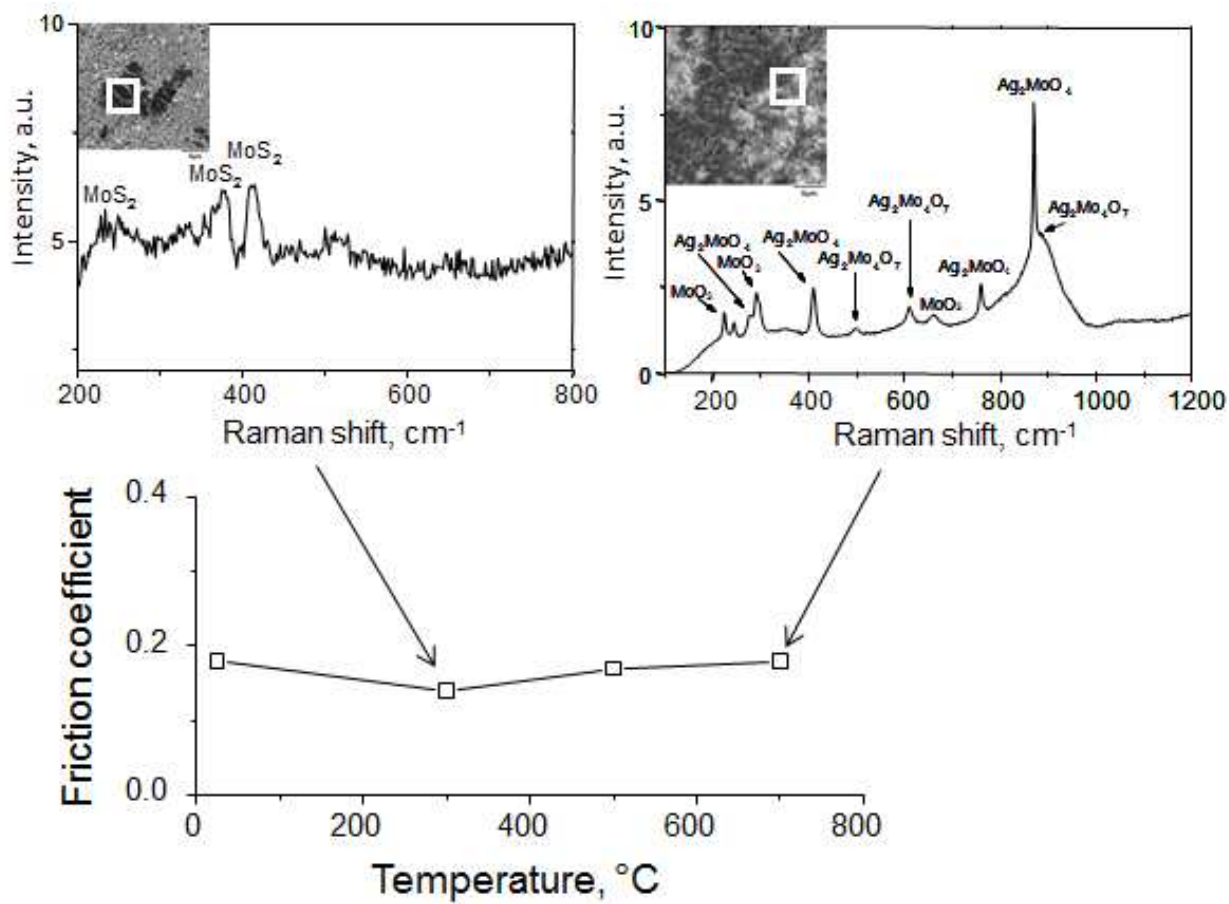 10
5
Intensity, a.u.
MoS₂
MoS₂
MoS₂
200 400 600 800
Raman shift, cm⁻¹
10
5
0
Intensity, a.u.
MoO₃
Ag₂MoO₄
MoO₃
Ag₂MoO₄
Ag₂Mo₄O₇
Ag₂Mo₄O₇
MoO₃
Ag₂MoO₄
Ag₂MoO₄
Ag₂Mo₄O₇
200 400 600 800 1000 1200
Raman shift, cm⁻¹
0.4
0.2
0.0
Friction coefficient
0 200 400 600 800
Temperature, °C